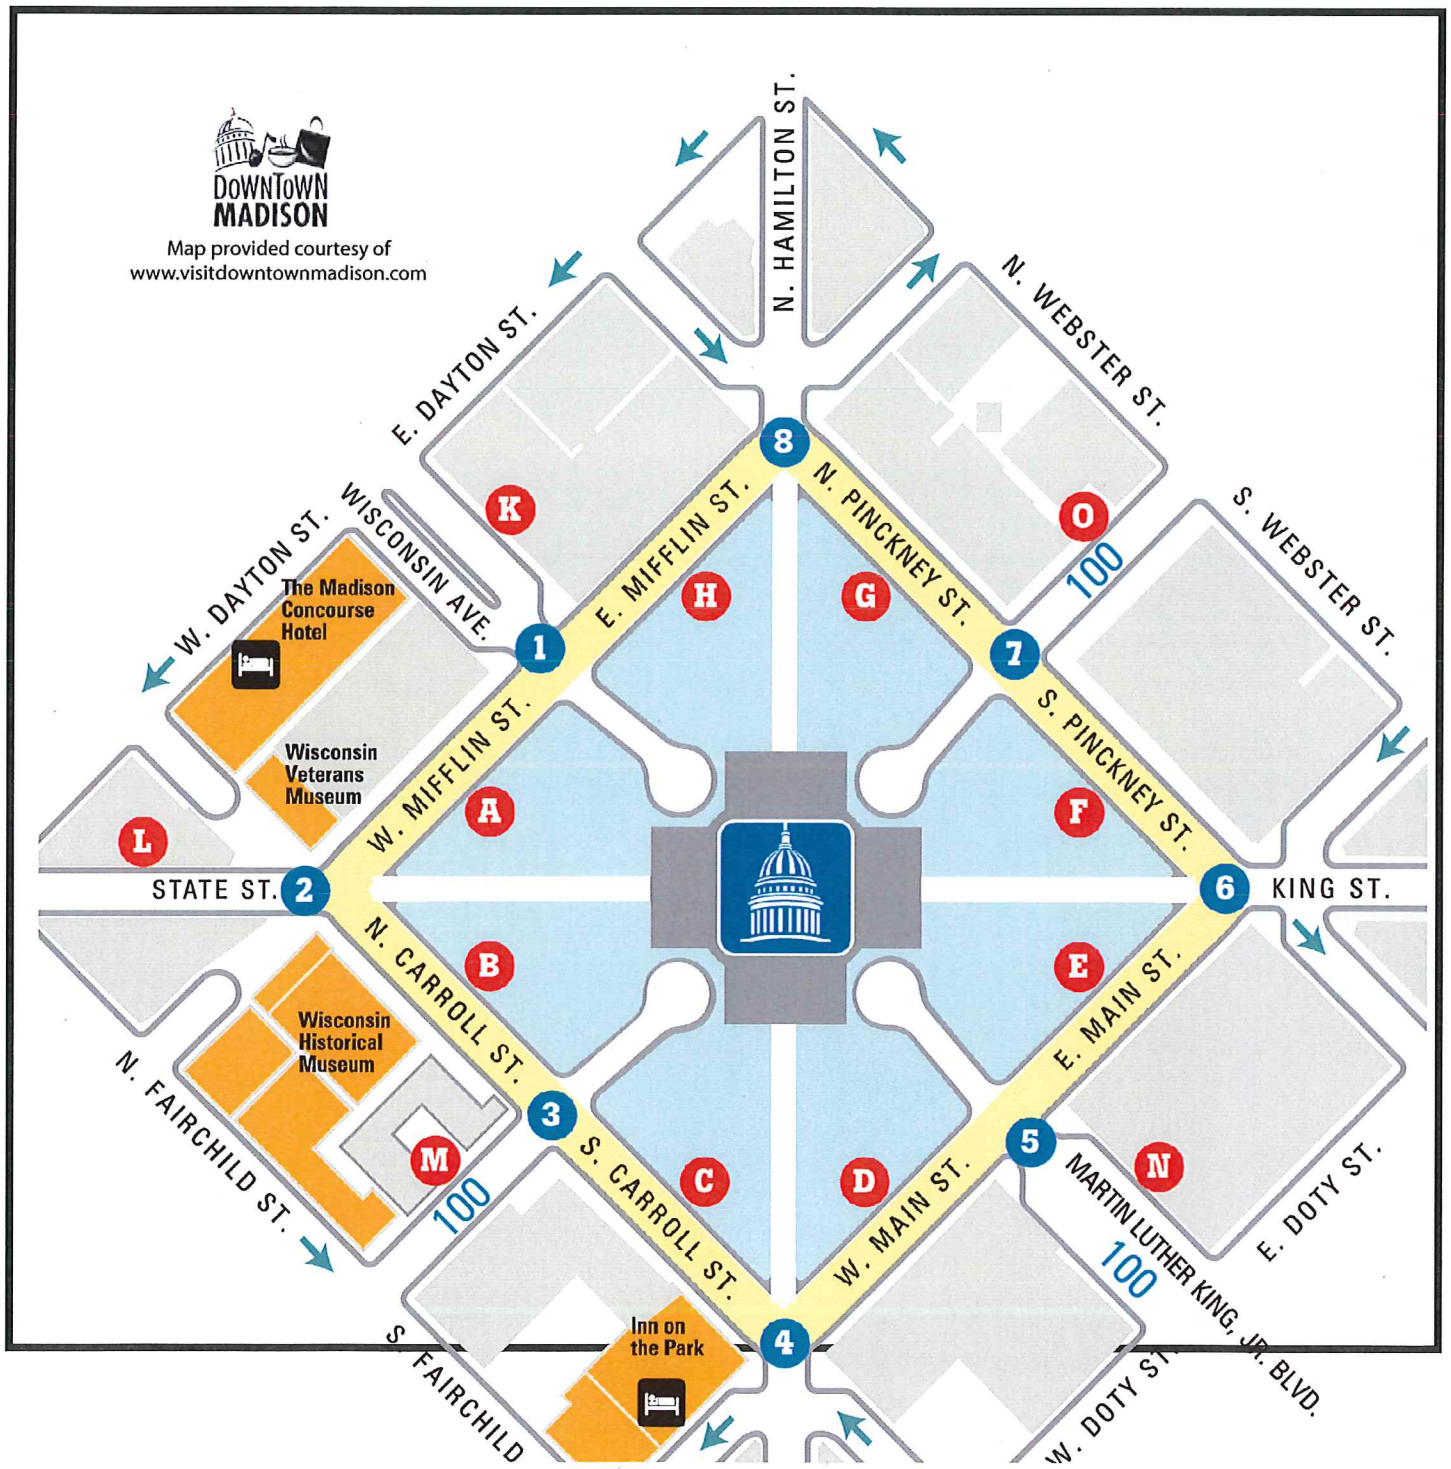 DOWNTOWN
MADISON
Map provided courtesy of
www.visitdowntownmadison.com
N. HAMILTON ST.
E. DAYTON ST.
N. WEBSTER ST.
8
K
O
100
WISCONSIN AVE.
W. DAYTON ST.
E. MIFFLIN ST.
N. PINCKNEY ST.
S. WEBSTER ST.
The Madison
Concourse
Hotel
H
G
1
7
W. MIFFLIN ST.
S. PINCKNEY ST.
Wisconsin
Veterans
Museum
A
F
L
STATE ST.
2
6
KING ST.
N. CARROLL ST.
B
E
E. MAIN ST.
Wisconsin
Historical
Museum
N. FAIRCHILD ST.
3
5
M
100
S. CARROLL ST.
C
D
W. MAIN ST.
N
MARTIN LUTHER KING, JR. BLVD.
100
E. DOTY ST.
Inn on
the Park
4
S. FAIRCHILD
W. DOTY ST.